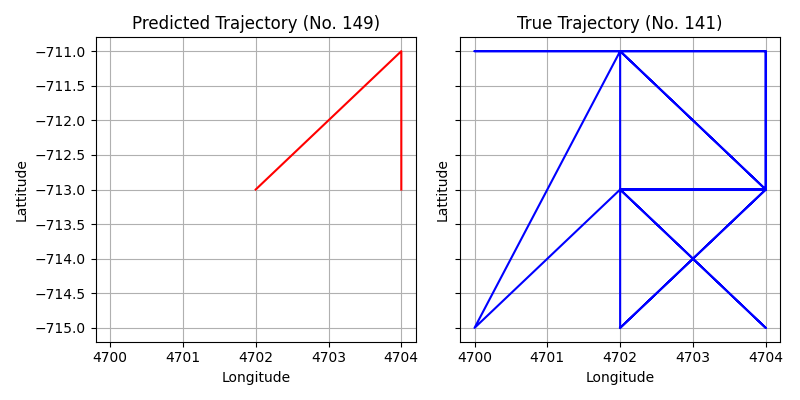 Predicted Trajectory (No. 149)
True Trajectory (No. 141)
−711.0
−711.5
−712.0
−712.5
−713.0
−713.5
−714.0
−714.5
−715.0
Lattitude
Lattitude
4700 4701 4702 4703 4704
4700 4701 4702 4703 4704
Longitude
Longitude